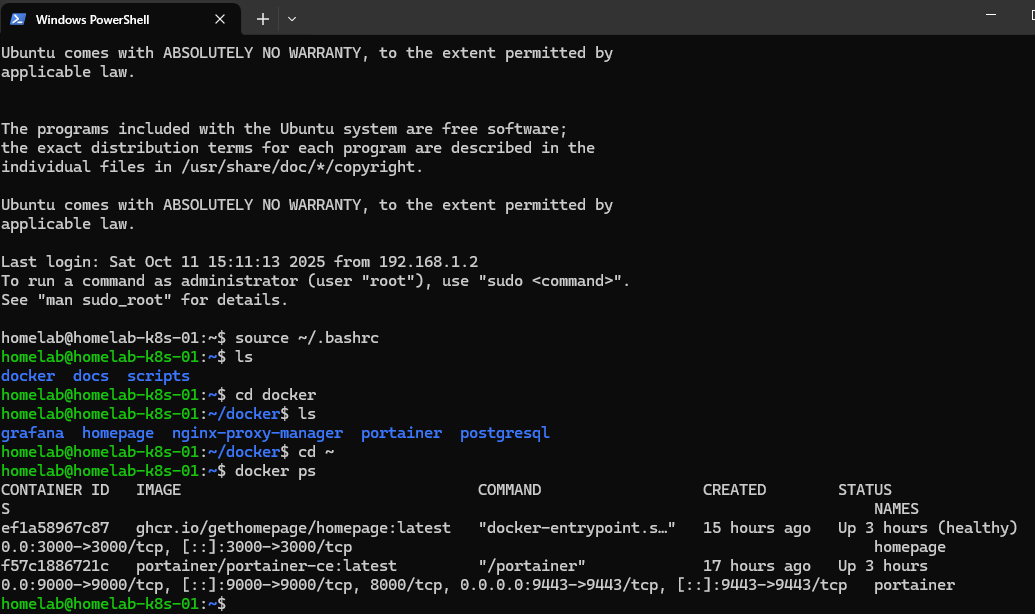 Windows PowerShell
Ubuntu comes with ABSOLUTELY NO WARRANTY, to the extent permitted by
applicable law.
The programs included with the Ubuntu system are free software;
the exact distribution terms for each program are described in the
individual files in /usr/share/doc/*/copyright.
Ubuntu comes with ABSOLUTELY NO WARRANTY, to the extent permitted by
applicable law.
Last login: Sat Oct 11 15:11:13 2025 from 192.168.1.2
To run a command as administrator (user "root"), use "sudo <command>".
See "man sudo_root" for details.
homelab@homelab-k8s-01:~$ source ~/.bashrc
homelab@homelab-k8s-01:~$ ls
docker  docs  scripts
homelab@homelab-k8s-01:~$ cd docker
homelab@homelab-k8s-01:~/docker$ ls
grafana  homepage  nginx-proxy-manager  portainer  postgresql
homelab@homelab-k8s-01:~/docker$ cd ~
homelab@homelab-k8s-01:~$ docker ps
CONTAINER ID   IMAGE                                 COMMAND                  CREATED        STATUS
S                                                                                                NAMES
ef1a58967c87   ghcr.io/gethomepage/homepage:latest   "docker-entrypoint.s…"   15 hours ago   Up 3 hours (healthy)
0.0:3000->3000/tcp, [::]:3000->3000/tcp                                                          homepage
f57c1886721c   portainer/portainer-ce:latest         "/portainer"             17 hours ago   Up 3 hours
0.0:9000->9000/tcp, [::]:9000->9000/tcp, 8000/tcp, 0.0.0.0:9443->9443/tcp, [::]:9443->9443/tcp   portainer
homelab@homelab-k8s-01:~$